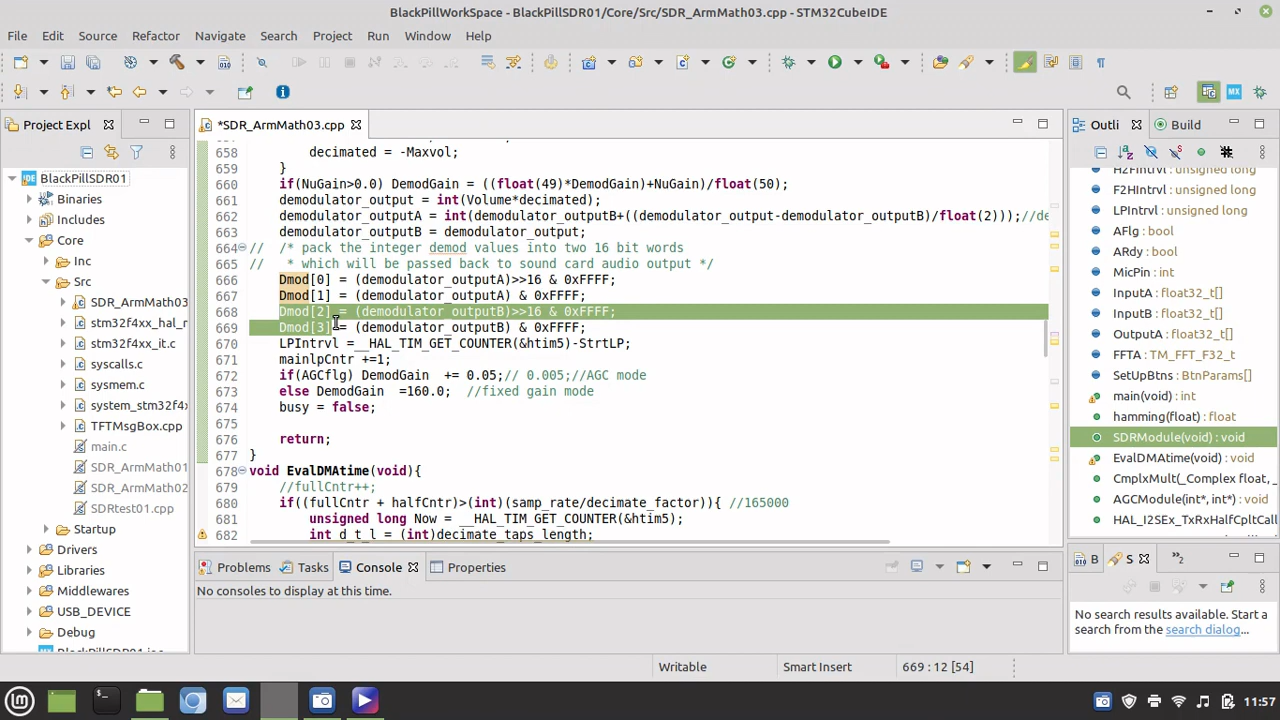 BlackPillWorkSpace - BlackPillSDR01/Core/Src/SDR_ArmMath03.cpp - STM32CubeIDE
File Edit Source Refactor Navigate Search Project Run Window Help
Project Expl
*SDR_ArmMath03.cpp
Outli
Build
BlackPillSDR01
Binaries
Includes
Core
Inc
Src
SDR_ArmMath03
stm32f4xx_hal_r
stm32f4xx_it.c
syscalls.c
sysmem.c
system_stm32f4
TFTMsgBox.cpp
main.c
SDR_ArmMath01
SDR_ArmMath02
SDRtest01.cpp
Startup
Drivers
Libraries
Middlewares
USB_DEVICE
Debug
658 decimated = -Maxvol;
659 }
660 if(NuGain>0.0) DemodGain = ((float(49)*DemodGain)+NuGain)/float(50);
661 demodulator_output = int(Volume*decimated);
662 demodulator_outputA = int(demodulator_outputB+((demodulator_output-demodulator_outputB)/float(2)));//de
663 demodulator_outputB = demodulator_output;
664 // /* pack the integer demod values into two 16 bit words
665 // * which will be passed back to sound card audio output */
666 Dmod[0] = (demodulator_outputA)>>16 & 0xFFFF;
667 Dmod[1] = (demodulator_outputA) & 0xFFFF;
668 Dmod[2] = (demodulator_outputB)>>16 & 0xFFFF;
669 Dmod[3] = (demodulator_outputB) & 0xFFFF;
670 LPIntrvl =__HAL_TIM_GET_COUNTER(&htim5)-StrtLP;
671 mainlpCntr +=1;
672 if(AGCflg) DemodGain += 0.05;// 0.005;//AGC mode
673 else DemodGain =160.0; //fixed gain mode
674 busy = false;
675
676 return;
677 }
678 void EvalDMAtime(void){
679 //fullCntr++;
680 if((fullCntr + halfCntr)>(int)(samp_rate/decimate_factor)){ //165000
681 unsigned long Now = __HAL_TIM_GET_COUNTER(&htim5);
682 int d_t_l = (int)decimate_taps_length;
H2FIntrvl : unsigned long
F2HIntrvl : unsigned long
LPIntrvl : unsigned long
AFlg : bool
ARdy : bool
MicPin : int
InputA : float32_t[]
InputB : float32_t[]
OutputA : float32_t[]
FFTA : TM_FFT_F32_t
SetUpBtns : BtnParams[]
main(void) : int
hamming(float) : float
SDRModule(void) : void
EvalDMAtime(void) : void
CmplxMult(_Complex float, _
AGCModule(int*, int*) : void
HAL_I2SEx_TxRxHalfCpltCall
Problems Tasks Console Properties
No consoles to display at this time.
B S »2
No search results available. Start a
search from the search dialog...
Writable Smart Insert 669 : 12 [54]
11:57